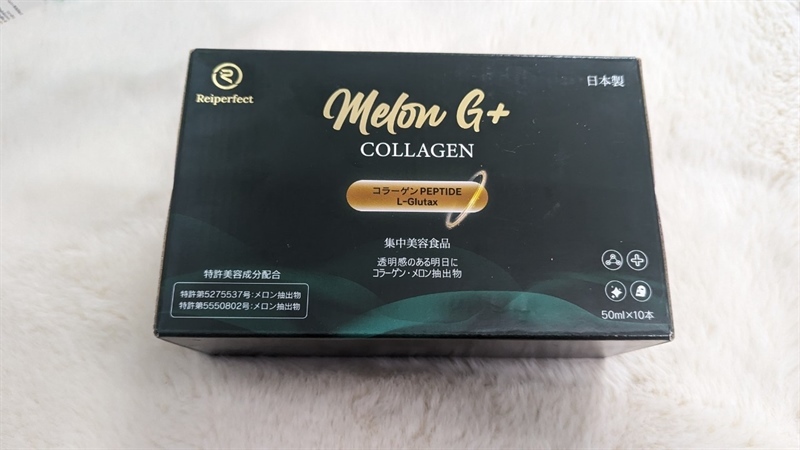 Reiperfect
日本製
Melon G+
COLLAGEN
コラーゲン PEPTIDE
L-Glutax
集中美容食品
透明感のある明日に
コラーゲン・メロン抽出物
特許美容成分配合
特許第5275537号:メロン抽出物
特許第5550802号:メロン抽出物
50ml×10本